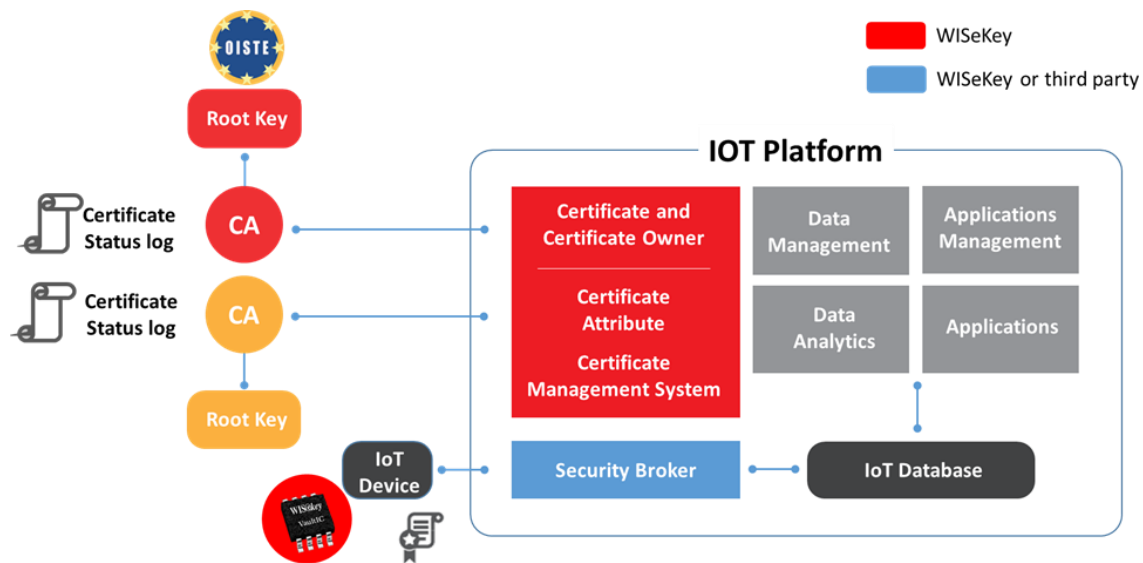 OISTE
WISeKey
WISeKey or third party
Root Key
IOT Platform
Certificate
Status log
CA
Certificate and
Certificate Owner
Data
Management
Applications
Management
Certificate
Status log
CA
Certificate
Attribute
Certificate
Management System
Data
Analytics
Applications
Root Key
IoT
Device
Security Broker
IoT Database
WISeKey
VaultIC